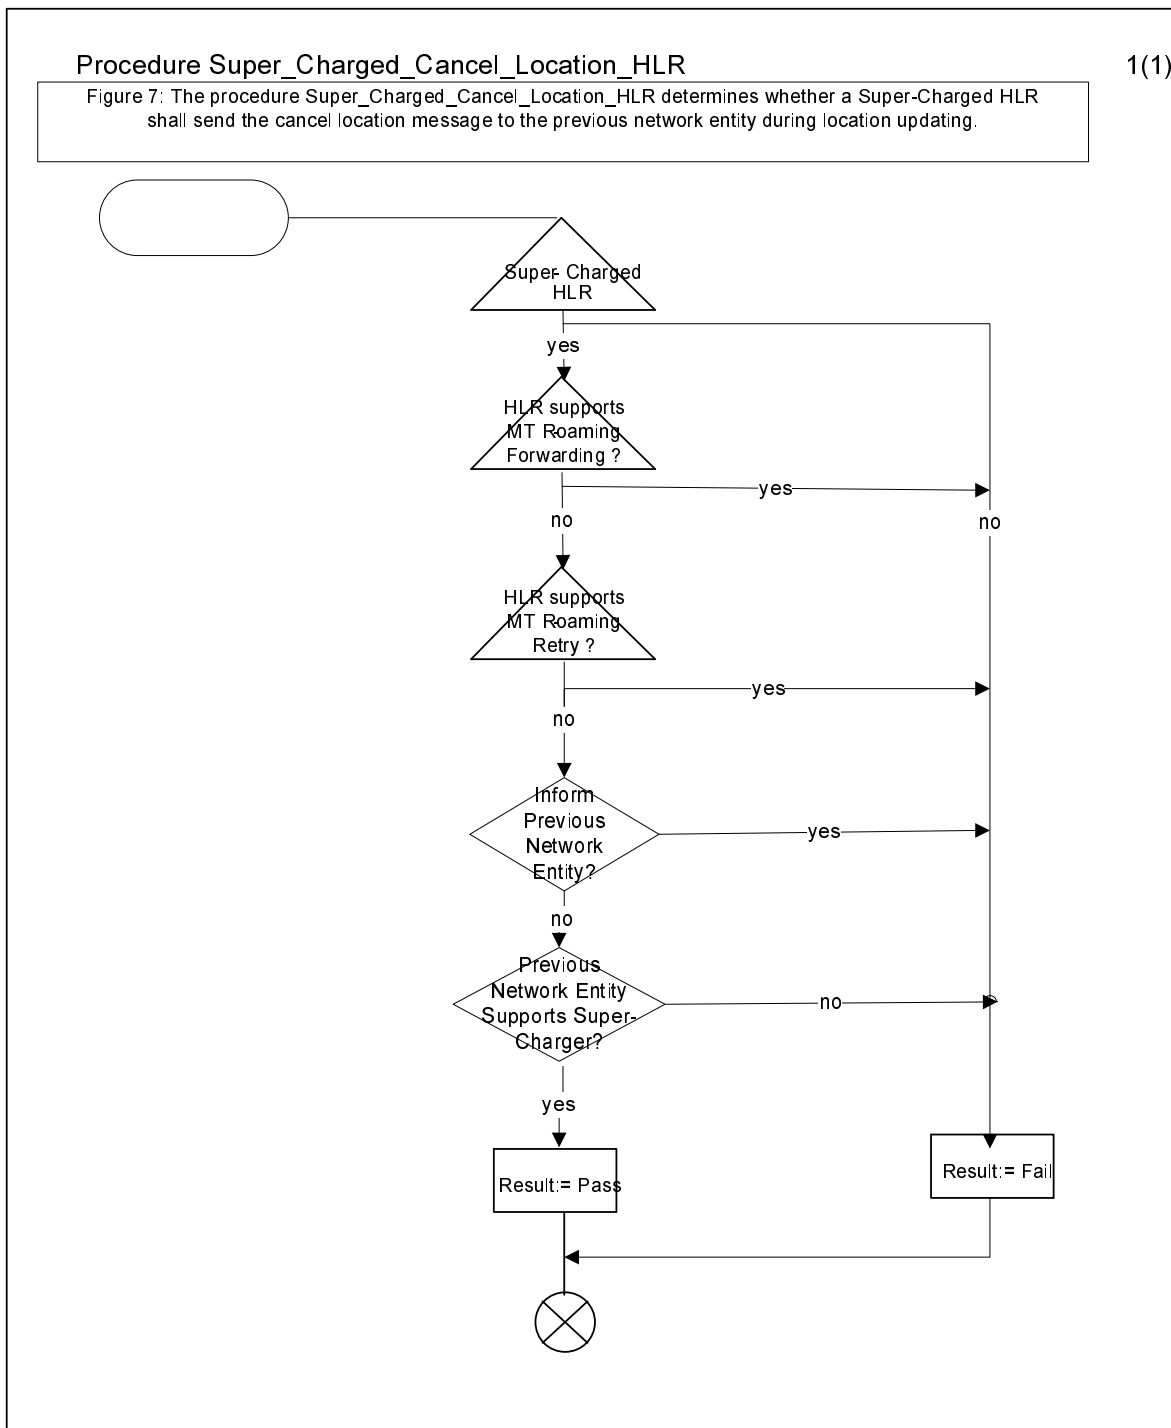 Procedure Super_Charged_Cancel_Location_HLR
1(1)
Figure 7: The procedure Super_Charged_Cancel_Location_HLR determines whether a Super-Charged HLR
shall send the cancel location message to the previous network entity during location updating.
Super- Charged
HLR
yes
HLR supports
MT Roaming
Forwarding ?
yes
no
no
HLR supports
MT Roaming
Retry ?
yes
no
Inform
Previous
Network
Entity?
yes
no
Previous
Network Entity
Supports Super-
Charger?
no
yes
Result:= Pass
Result:= Fail